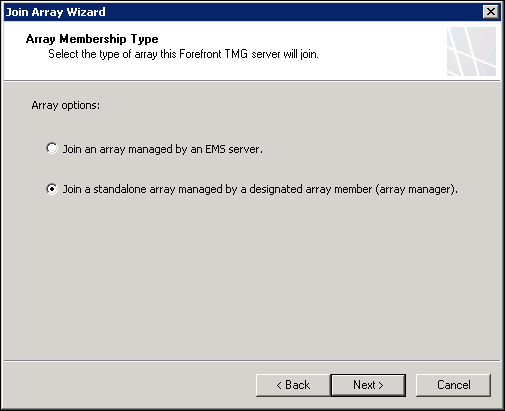 Join Array Wizard
Array Membership Type
Select the type of array this Forefront TMG server will join.
Array options:
Join an array managed by an EMS server.
Join a standalone array managed by a designated array member (array manager).
< Back
Next >
Cancel